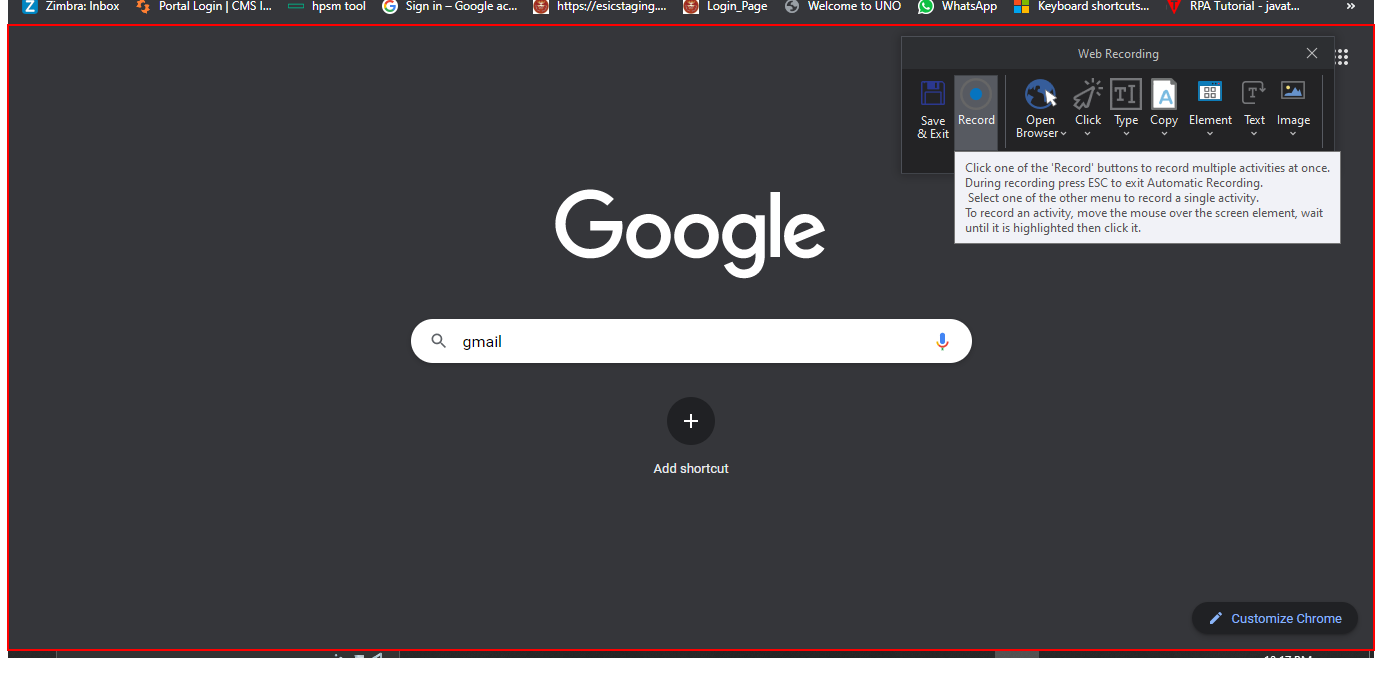 Zimbra: Inbox
Portal Login | CMS I...
hpsm tool
Sign in – Google ac...
https://esicstaging....
Login_Page
Welcome to UNO
WhatsApp
Keyboard shortcuts...
RPA Tutorial - javat...
»
Web Recording
Save
& Exit
Record
Open
Browser
Click
Type
Copy
Element
Text
Image
Click one of the 'Record' buttons to record multiple activities at once.
During recording press ESC to exit Automatic Recording.
Select one of the other menu to record a single activity.
To record an activity, move the mouse over the screen element, wait
until it is highlighted then click it.
Google
gmail
Add shortcut
Customize Chrome